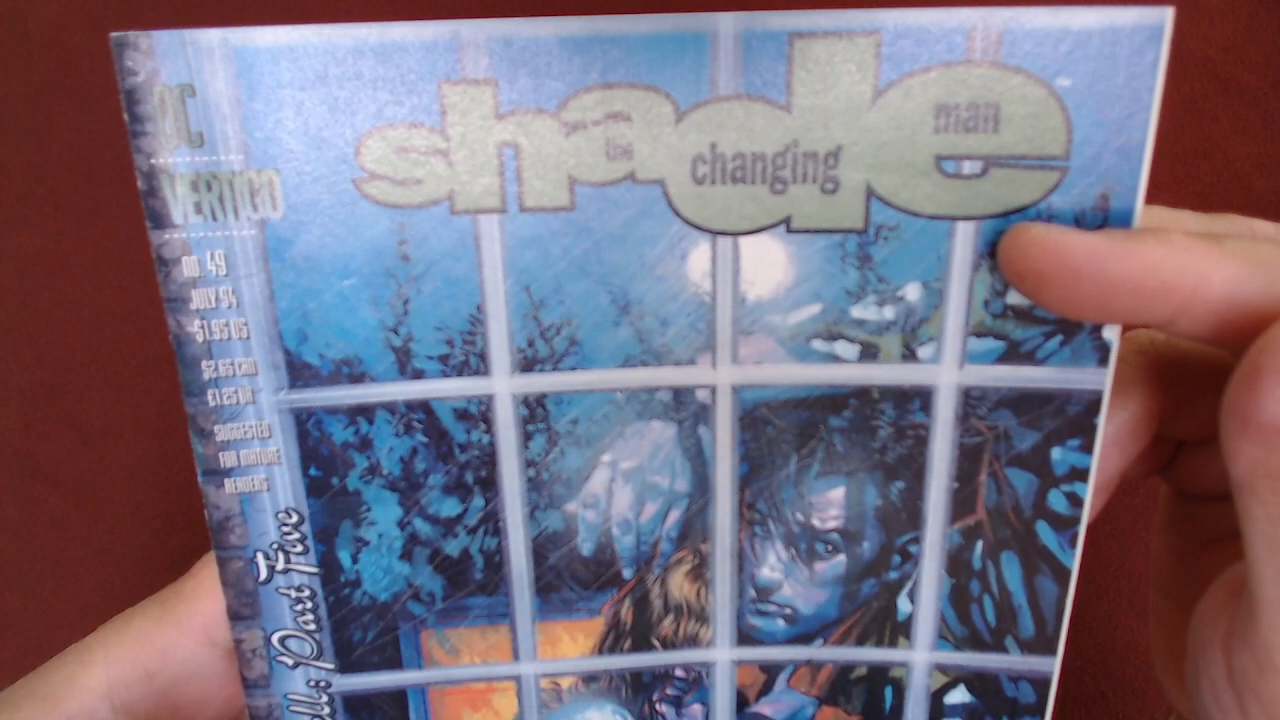 shade
the
changing
man
DC
VERTIGO
NO. 49
JULY 94
$1.95 US
$2.65 CAN
£1.25 UK
SUGGESTED
FOR MATURE
READERS
ell: Part Five